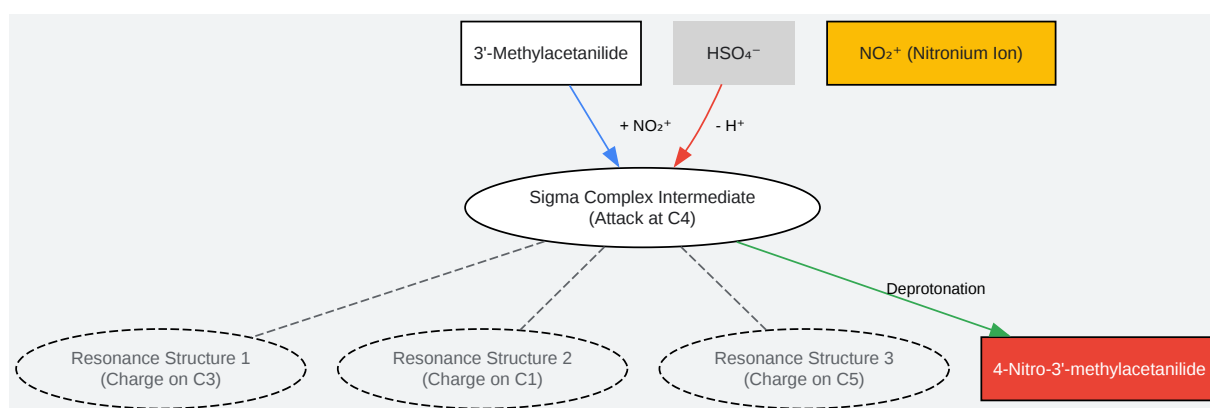 3'-Methylacetanilide
HSO₄⁻
NO₂⁺ (Nitronium Ion)
+ NO₂⁺
- H⁺
Sigma Complex Intermediate
(Attack at C4)
Deprotonation
Resonance Structure 1
(Charge on C3)
Resonance Structure 2
(Charge on C1)
Resonance Structure 3
(Charge on C5)
4-Nitro-3'-methylacetanilide